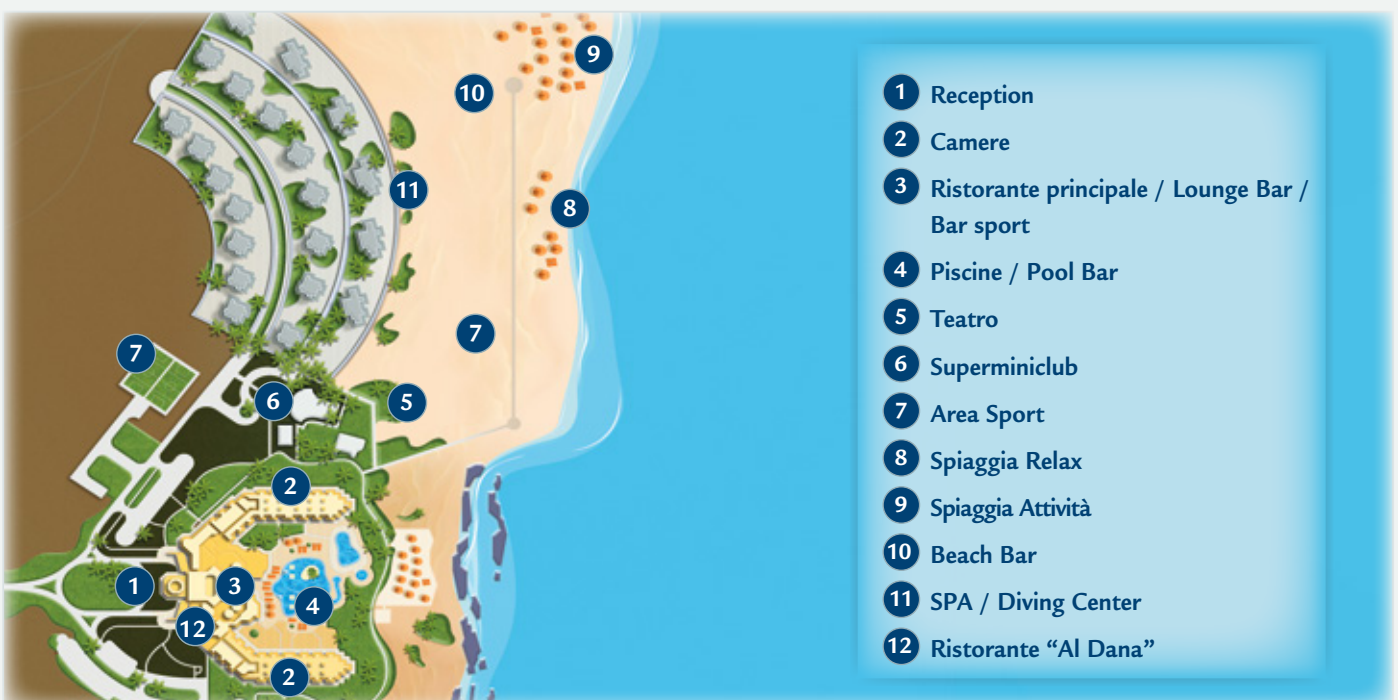 9
10
11
8
7
7
6
5
2
1
3
4
12
2
1 Reception
2 Camere
3 Ristorante principale / Lounge Bar /
Bar sport
4 Piscine / Pool Bar
5 Teatro
6 Superminiclub
7 Area Sport
8 Spiaggia Relax
9 Spiaggia Attività
10 Beach Bar
11 SPA / Diving Center
12 Ristorante “Al Dana”